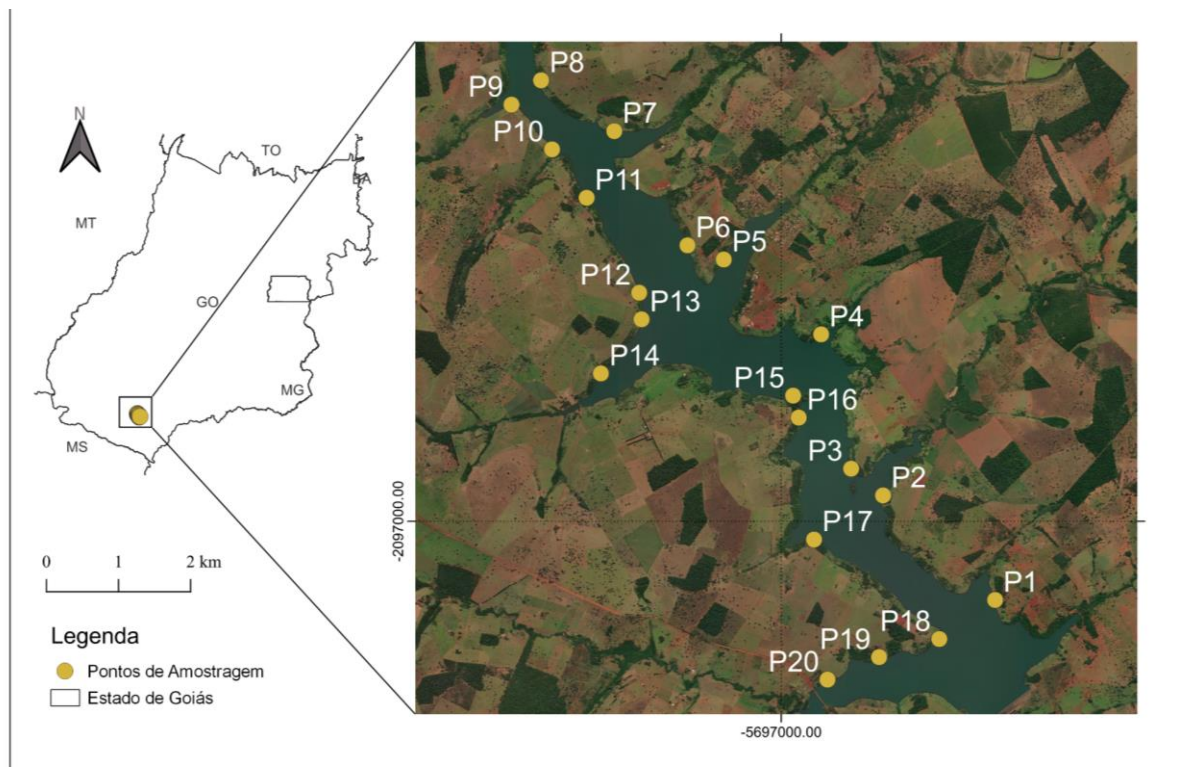 N
TO
BA
MT
GO
MG
MS
0 1 2 km
Legenda
Pontos de Amostragem
Estado de Goiás
P8
P9
P7
P10
P11
P6
P5
P12
P13
P4
P14
P15
P16
P3
P2
P17
P1
P18
P19
P20
-2097000.00
-5697000.00